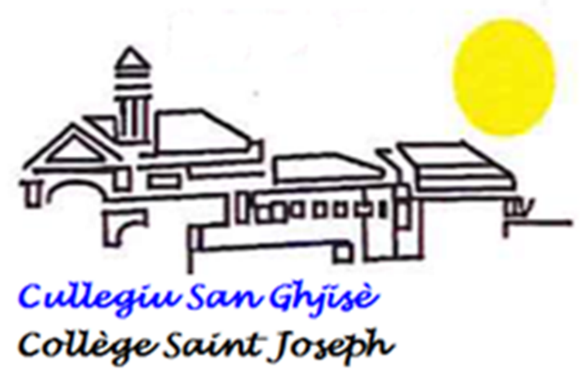 Cullegiu San Ghjisè
Collège Saint Joseph